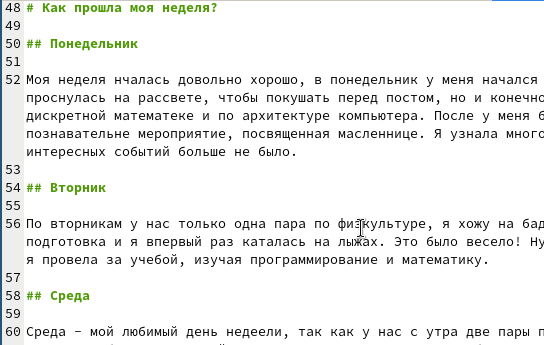 48 # Как прошла моя неделя?
49
50 ## Понедельник
51
52 Моя неделя нчалась довольно хорошо, в понедельник у меня начался
проснулась на рассвете, чтобы покушать перед постом, но и конечно
дискретной математеке и по архитектуре компьютера. После у меня б
познавательне мероприятие, посвященная масленнице. Я узнала много
интересных событий больше не было.
53
54 ## Вторник
55
56 По вторникам у нас только одна пара по физкультуре, я хожу на бад
подготовка и я впервый раз каталась на лыжах. Это было весело! Ну
я провела за учебой, изучая программирование и математику.
57
58 ## Среда
59
60 Среда – мой любимый день недеели, так как у нас с утра две пары п